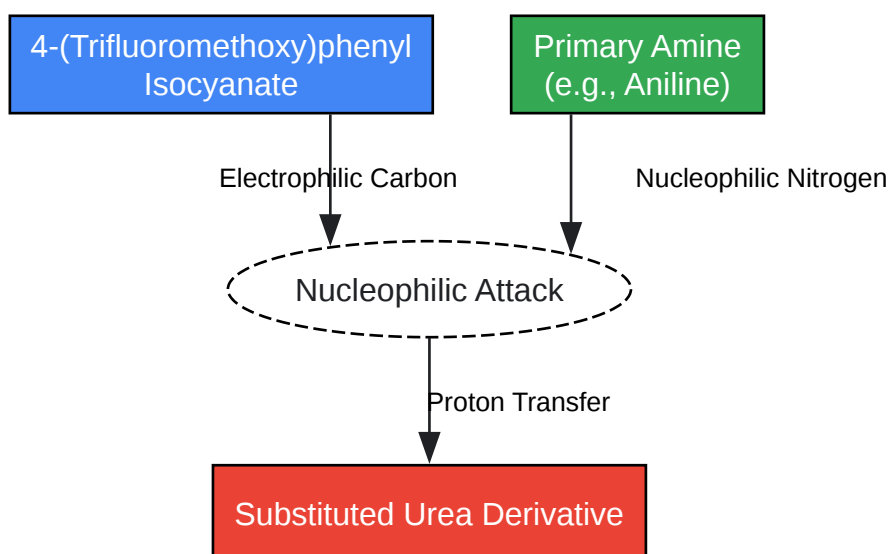 4-(Trifluoromethoxy)phenyl
Isocyanate
Primary Amine
(e.g., Aniline)
Electrophilic Carbon
Nucleophilic Nitrogen
Nucleophilic Attack
Proton Transfer
Substituted Urea Derivative